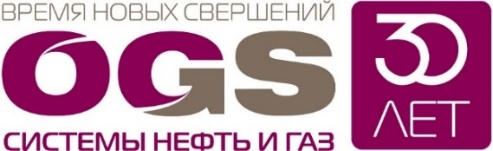 ВРЕМЯ НОВЫХ СВЕРШЕНИЙ
OGS
СИСТЕМЫ НЕФТЬ И ГАЗ
30
ЛЕТ